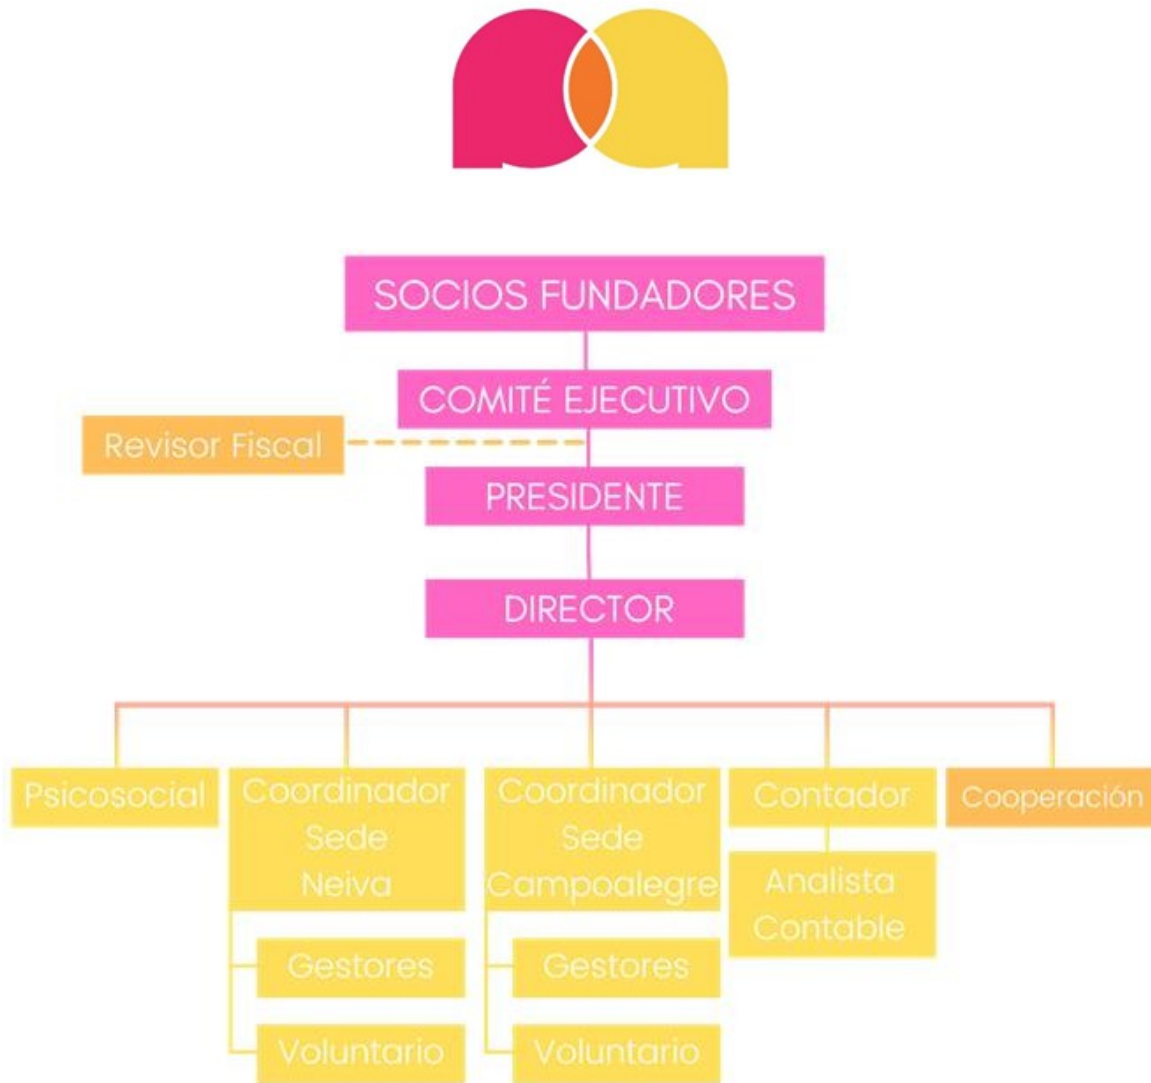 SOCIOS FUNDADORES
COMITÉ EJECUTIVO
Revisor Fiscal
PRESIDENTE
DIRECTOR
Psicosocial
Coordinador
Sede
Neiva
Gestores
Voluntario
Coordinador
Sede
Campoalegre
Gestores
Voluntario
Contador
Analista
Contable
Cooperación